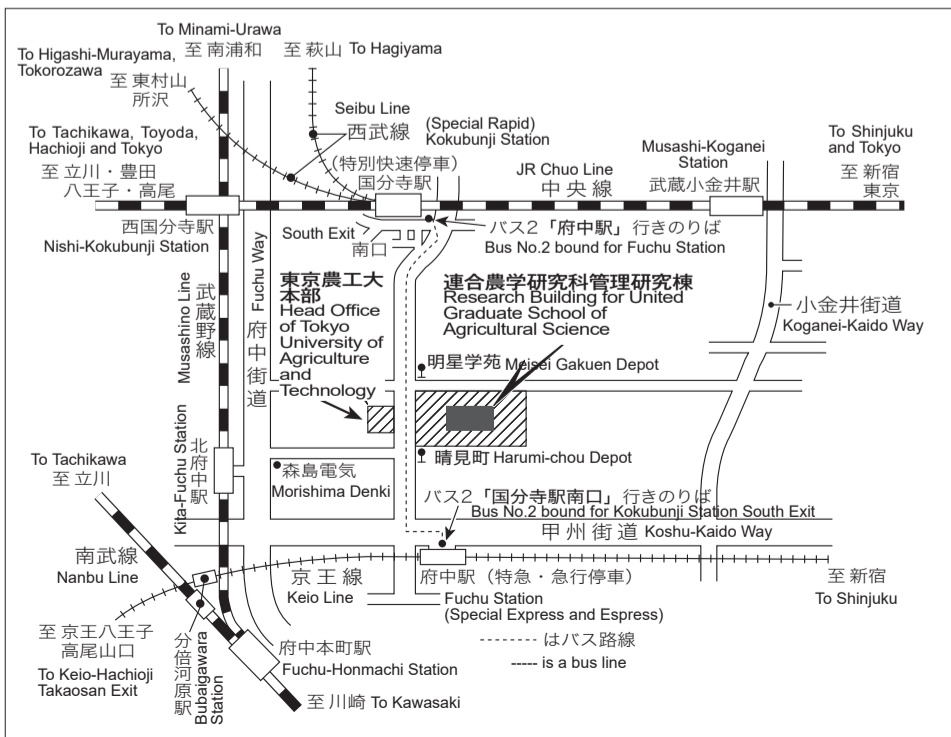 To Minami-Urawa
至 南浦和
至 萩山 To Hagiyama
To Higashi-Murayama,
Tokorozawa
至 東村山
所沢
Seibu Line
西武線
(Special Rapid)
Kokubunji Station
(特別快速停車)
国分寺駅
To Tachikawa, Toyoda,
Hachioji and Tokyo
至 立川・豊田
八王子・高尾
JR Chuo Line
中央線
Musashi-Koganei
Station
武蔵小金井駅
To Shinjuku
and Tokyo
至 新宿
東京
西国分寺駅
Nishi-Kokubunji Station
South Exit
南口
バス2「府中駅」行きのりば
Bus No.2 bound for Fuchu Station
Musashino Line
武蔵野線
Fuchu Way
府中街道
東京農工大
本部
Head Office
of Tokyo
University of
Agriculture
and
Technology
連合農学研究科管理研究棟
Research Building for United
Graduate School of
Agricultural Science
小金井街道
Koganei-Kaido Way
明星学苑 Meisei Gakuen Depot
Kita-Fuchu Station
北府中駅
森島電気
Morishima Denki
晴見町 Harumi-chou Depot
バス2「国分寺駅南口」行きのりば
Bus No.2 bound for Kokubunji Station South Exit
甲州街道 Koshu-Kaido Way
To Tachikawa
至 立川
南武線
Nanbu Line
京王線
Keio Line
府中駅(特急・急行停車)
Fuchu Station
(Special Express and Espress)
至 新宿
To Shinjuku
至 京王八王子
高尾山口
To Keio-Hachioji
Takaosan Exit
分倍河原駅
Bubaigawara
Station
府中本町駅
Fuchu-Honmachi Station
至 川崎 To Kawasaki
------ はバス路線
----- is a bus line